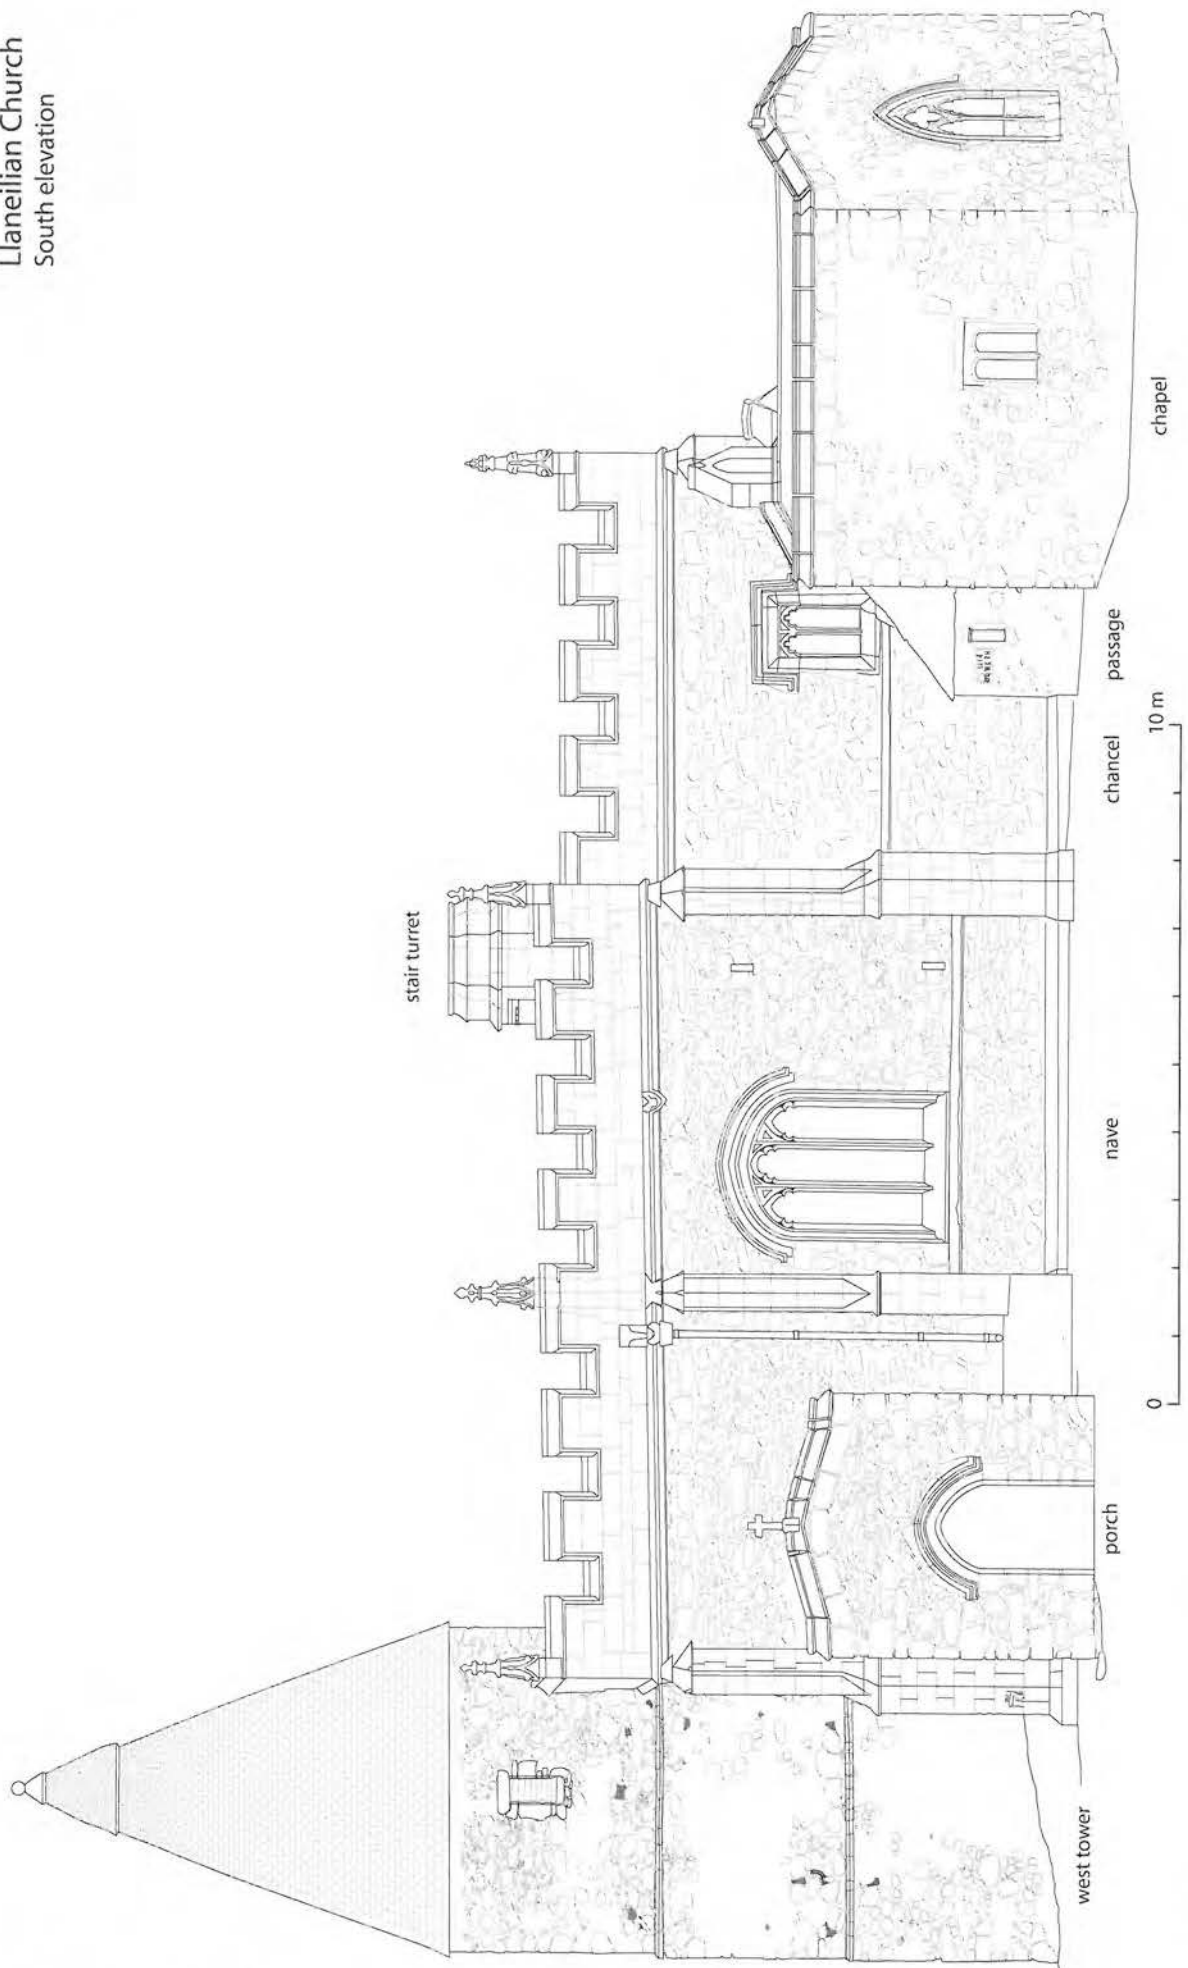 Llaneilian Church
South elevation
stair turret
west tower
porch
nave
chancel
passage
chapel
0
10 m